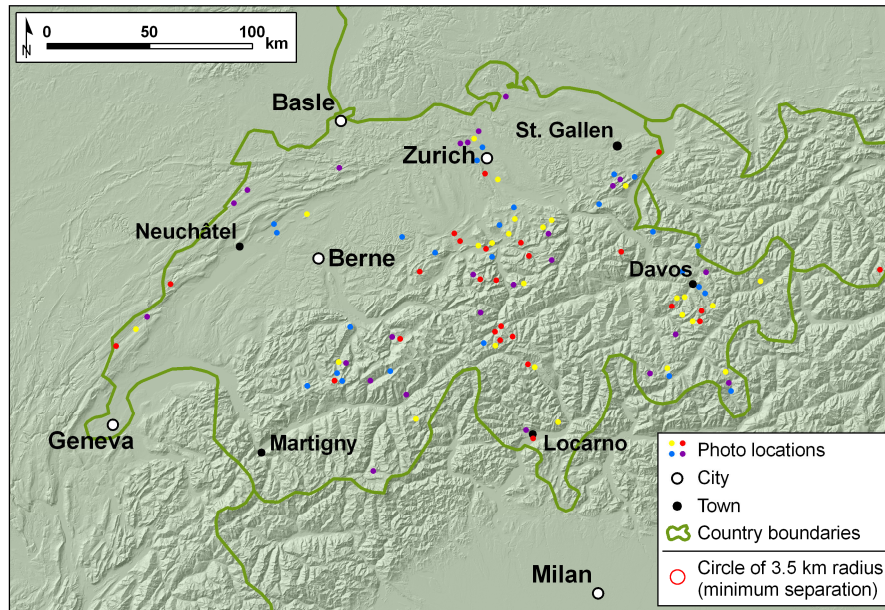 0 50 100
km
N
Basle
St. Gallen
Zurich
Neuchâtel
Berne
Davos
Geneva
Martigny
Locarno
Milan
Photo locations
City
Town
Country boundaries
Circle of 3.5 km radius
(minimum separation)